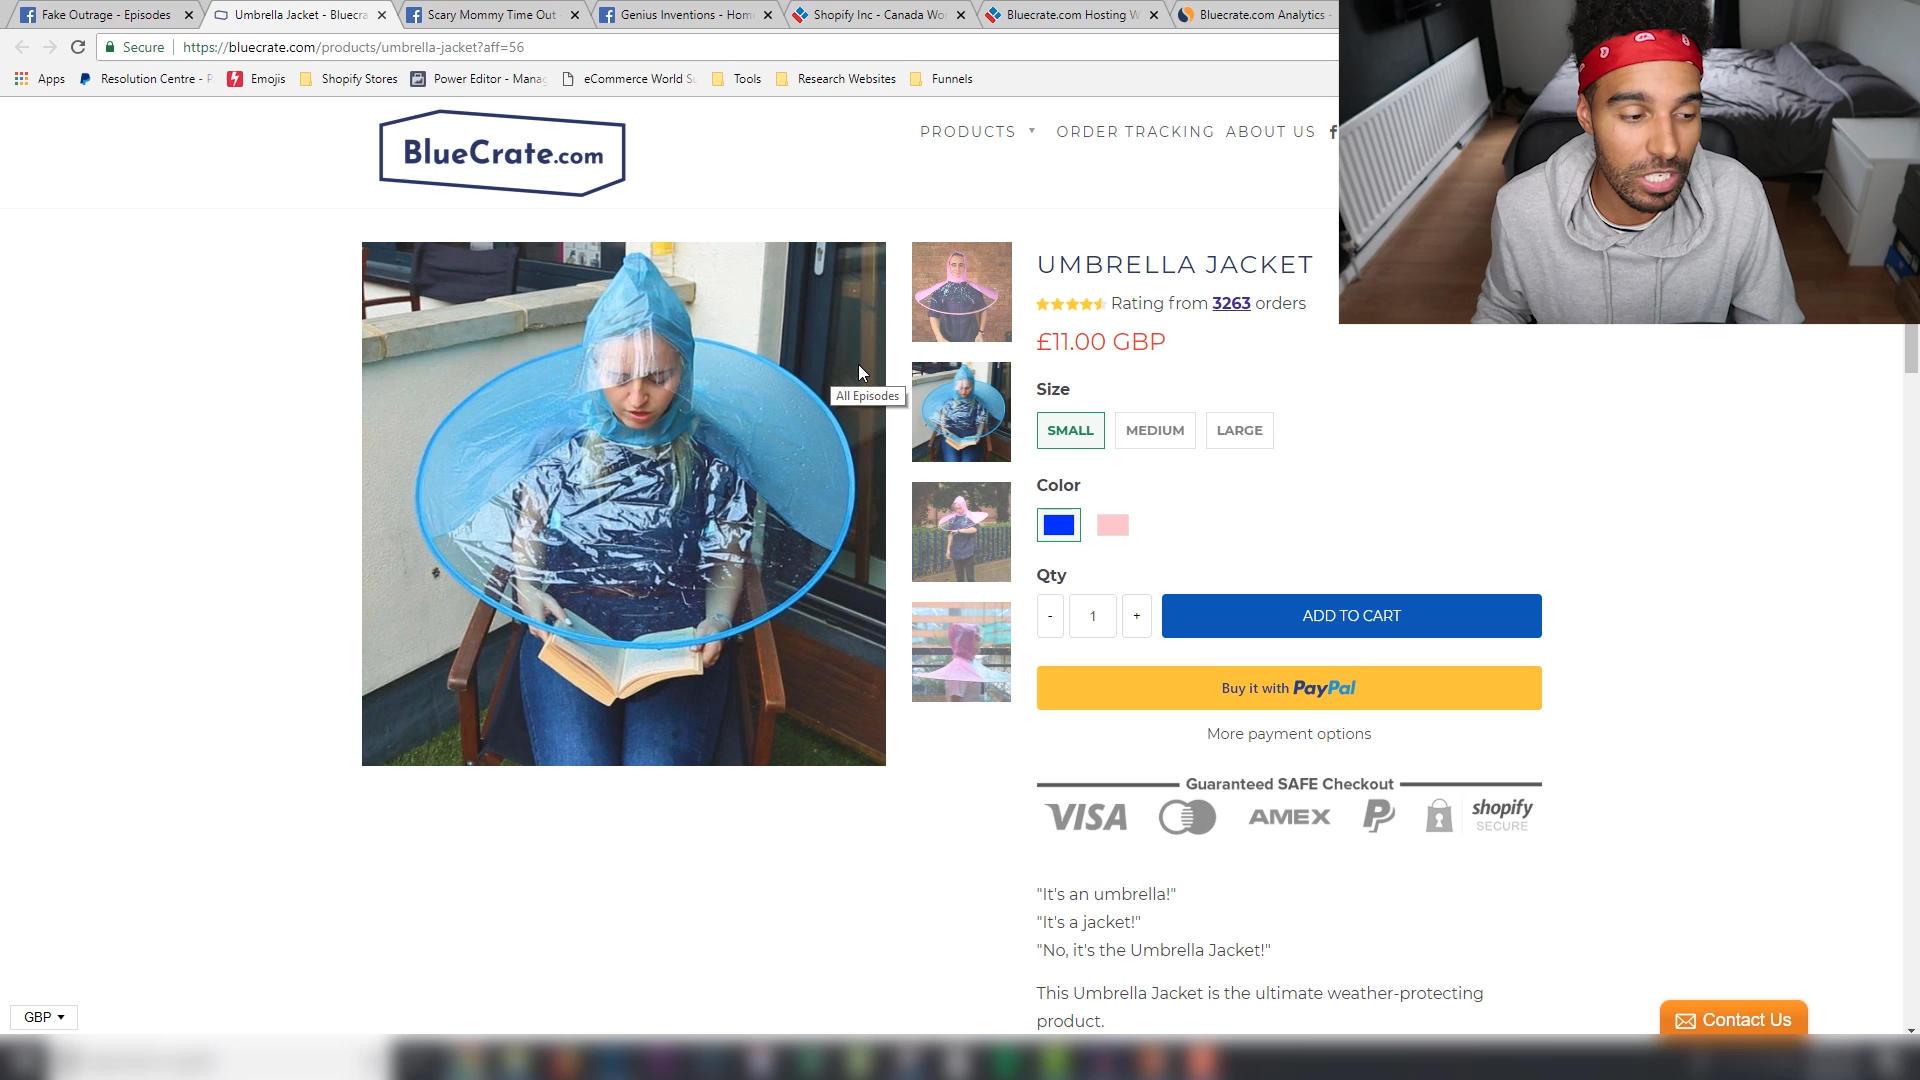 Fake Outrage - Episodes
Umbrella Jacket - Bluecra
Scary Mommy Time Out
Genius Inventions - Hom
Shopify Inc - Canada Wo
Bluecrate.com Hosting W
Bluecrate.com Analytics -
Secure
https://bluecrate.com/products/umbrella-jacket?aff=56
Apps
Resolution Centre - P
Emojis
Shopify Stores
Power Editor - Manag
eCommerce World Su
Tools
Research Websites
Funnels
BlueCrate.com
PRODUCTS
ORDER TRACKING
ABOUT US
UMBRELLA JACKET
Rating from 3263 orders
£11.00 GBP
All Episodes
Size
SMALL
MEDIUM
LARGE
Color
Qty
-
1
+
ADD TO CART
Buy it with PayPal
More payment options
Guaranteed SAFE Checkout
VISA
AMEX
shopify
SECURE
"It's an umbrella!"
"It's a jacket!"
"No, it's the Umbrella Jacket!"
This Umbrella Jacket is the ultimate weather-protecting
product.
GBP
Contact Us